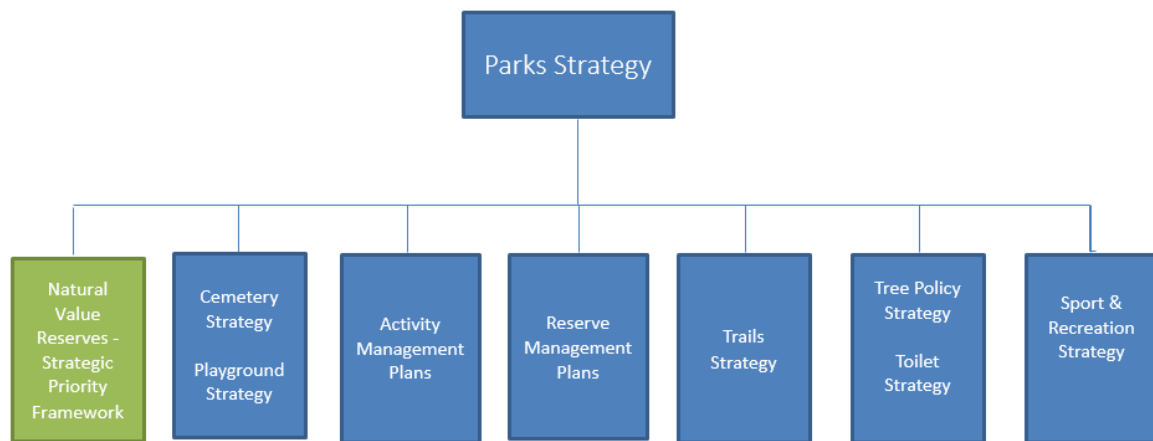 Parks Strategy
Natural
Value
Reserves -
Strategic
Priority
Framework
Cemetery
Strategy
Playground
Strategy
Activity
Management
Plans
Reserve
Management
Plans
Trails
Strategy
Tree Policy
Strategy
Toilet
Strategy
Sport &
Recreation
Strategy